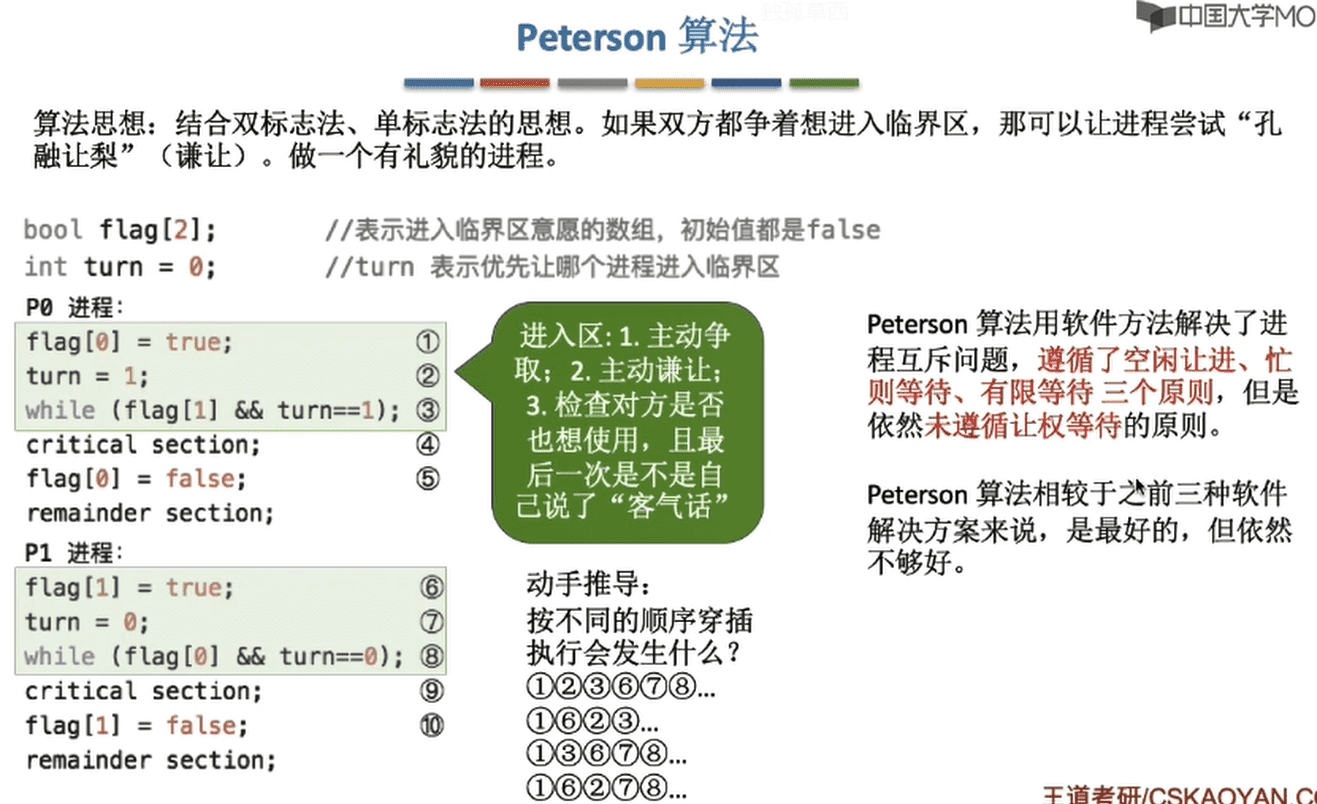 独孤草西
中国大学MO
Peterson 算法
算法思想：结合双标志法、单标志法的思想。如果双方都争着想进入临界区，那可以让进程尝试“孔
融让梨”（谦让）。做一个有礼貌的进程。
bool flag[2]; //表示进入临界区意愿的数组，初始值都是false
int turn = 0; //turn 表示优先让哪个进程进入临界区
P0 进程：
flag[0] = true; ①
turn = 1; ②
while (flag[1] && turn==1); ③
critical section; ④
flag[0] = false; ⑤
remainder section;
P1 进程：
flag[1] = true; ⑥
turn = 0; ⑦
while (flag[0] && turn==0); ⑧
critical section; ⑨
flag[1] = false; ⑩
remainder section;
进入区: 1. 主动争
取；2. 主动谦让；
3. 检查对方是否
也想使用，且最
后一次是不是自
己说了“客气话”
动手推导：
按不同的顺序穿插
执行会发生什么？
①②③⑥⑦⑧...
①⑥②③...
①③⑥⑦⑧...
①⑥②⑦⑧...
Peterson 算法用软件方法解决了进
程互斥问题，遵循了空闲让进、忙
则等待、有限等待 三个原则，但是
依然未遵循让权等待的原则。
Peterson 算法相较于之前三种软件
解决方案来说，是最好的，但依然
不够好。
王道考研/CSKAOYAN.C